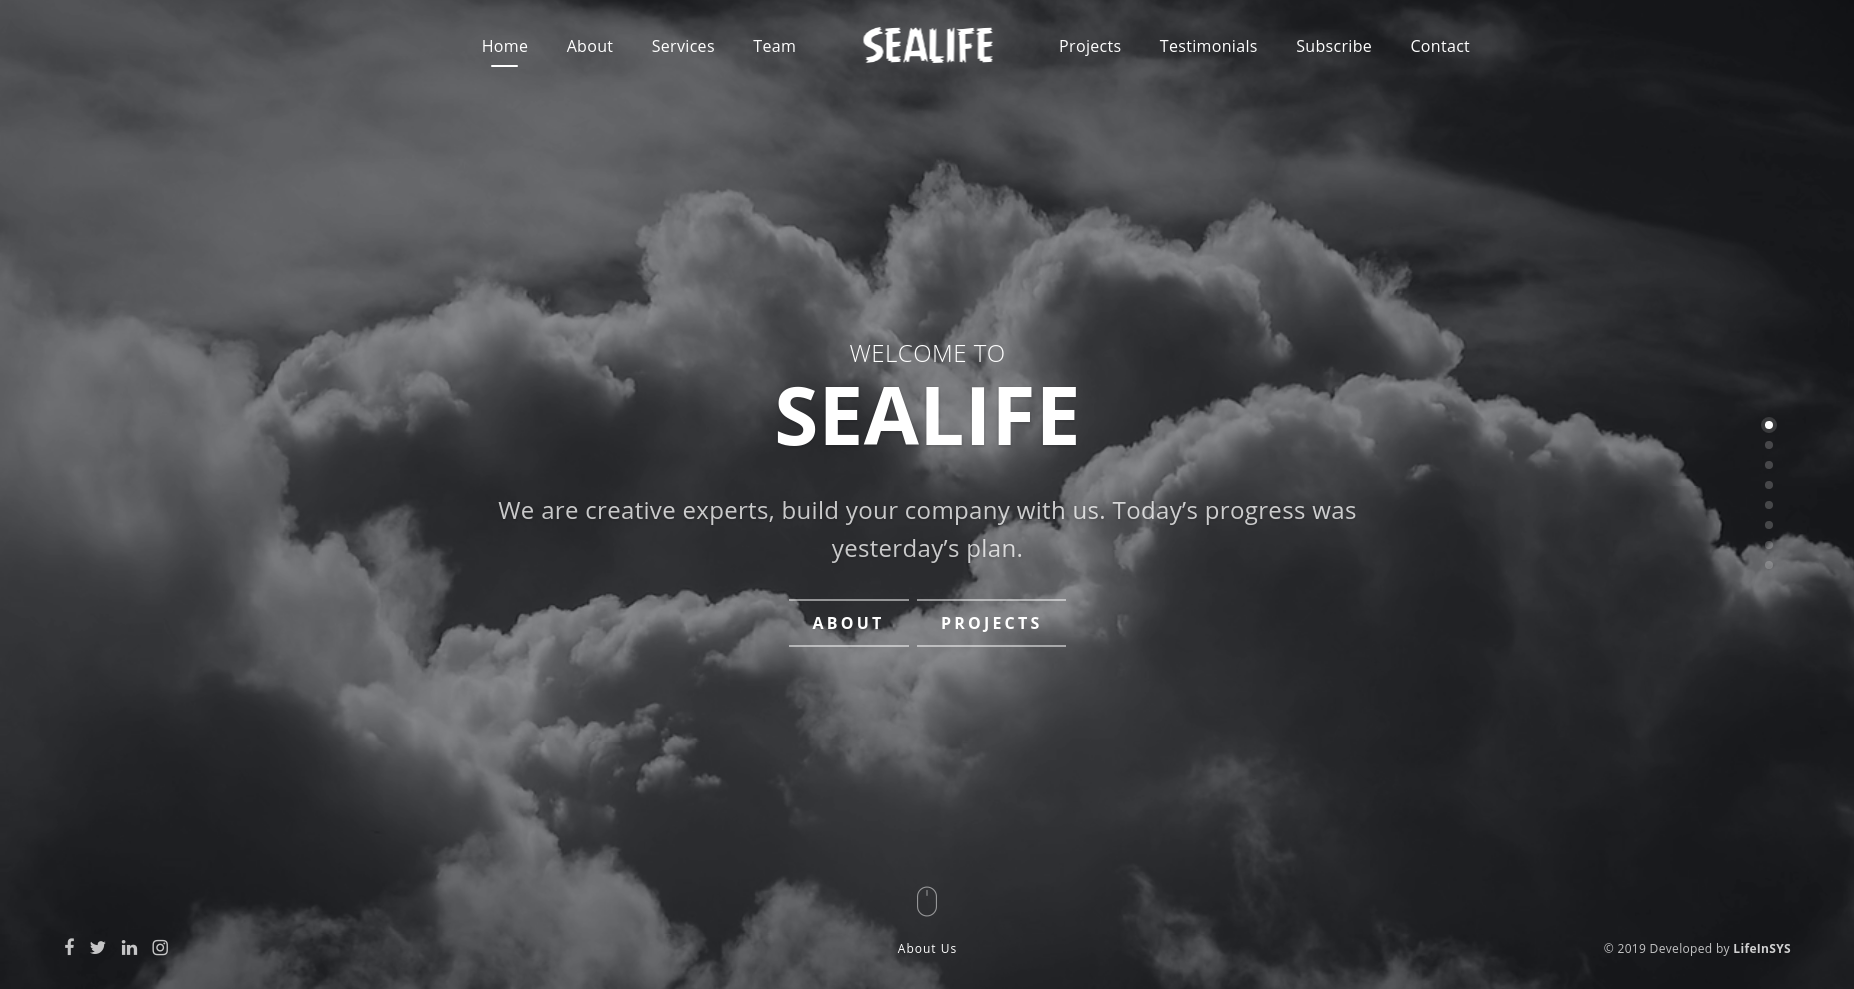 Home About Services Team SEALIFE Projects Testimonials Subscribe Contact
WELCOME TO
SEALIFE
We are creative experts, build your company with us. Today’s progress was
yesterday’s plan.
ABOUT PROJECTS
About Us
© 2019 Developed by LifeInSYS